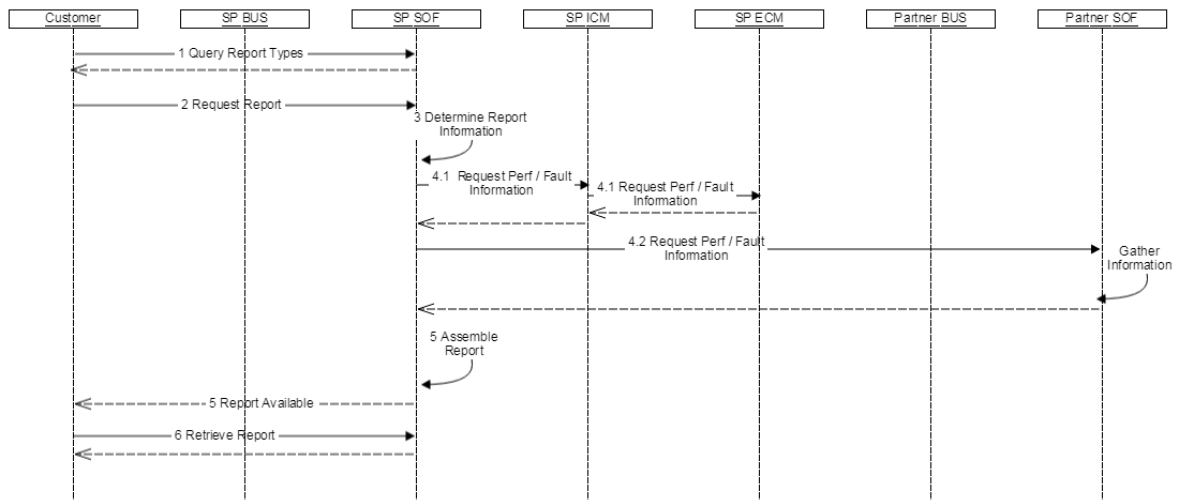 Customer
SP BUS
SP SOF
SP ICM
SP ECM
Partner BUS
Partner SOF
1 Query Report Types
2 Request Report
3 Determine Report
Information
4.1 Request Perf / Fault
Information
4.1 Request Perf / Fault
Information
4.2 Request Perf / Fault
Information
Gather
Information
5 Assemble
Report
5 Report Available
6 Retrieve Report